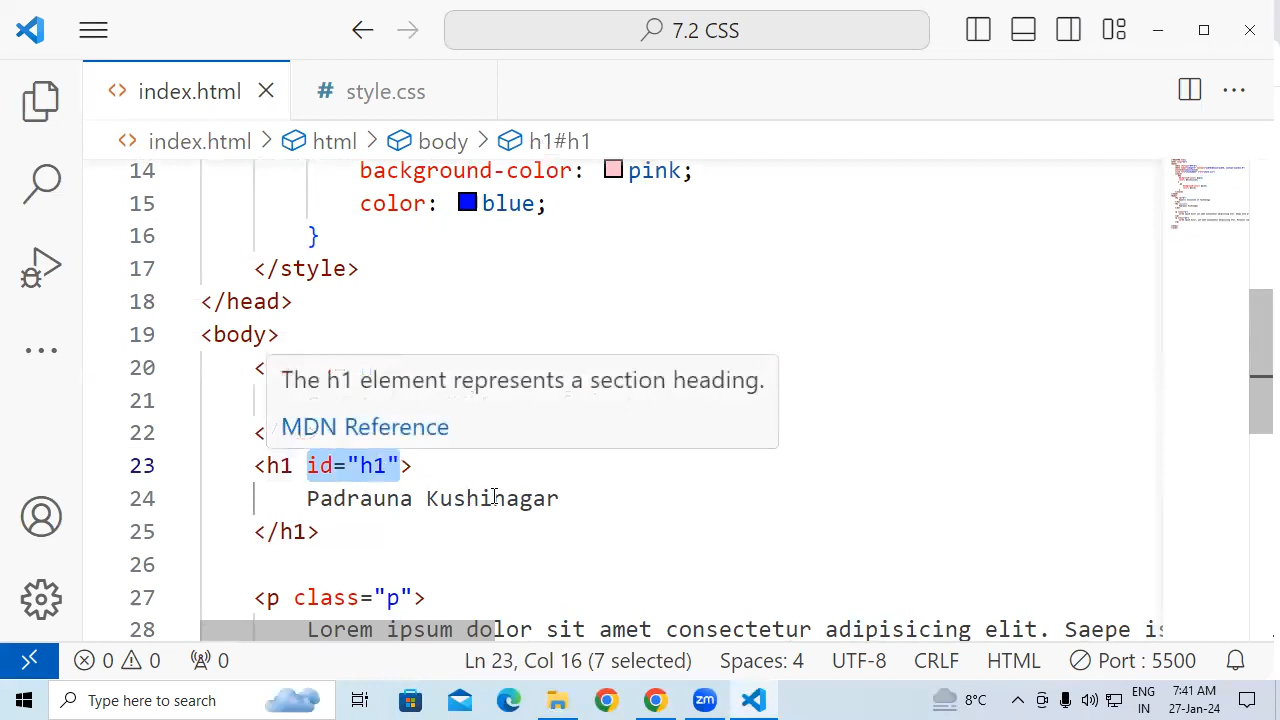 7.2 CSS
index.html
# style.css
index.html > html > body > h1#h1
14 background-color: pink;
15 color: blue;
16 }
17 </style>
18 </head>
19 <body>
20 <
The h1 element represents a section heading.
21
MDN Reference
22 <
23 <h1 id="h1">
24 Padrauna Kushinagar
25 </h1>
26
27 <p class="p">
28 Lorem ipsum dolor sit amet consectetur adipisicing elit. Saepe is
0 0 0 Ln 23, Col 16 (7 selected) Spaces: 4 UTF-8 CRLF HTML Port : 5500
Type here to search zm 8°C ENG IN 7:41 AM 27-Jan-24